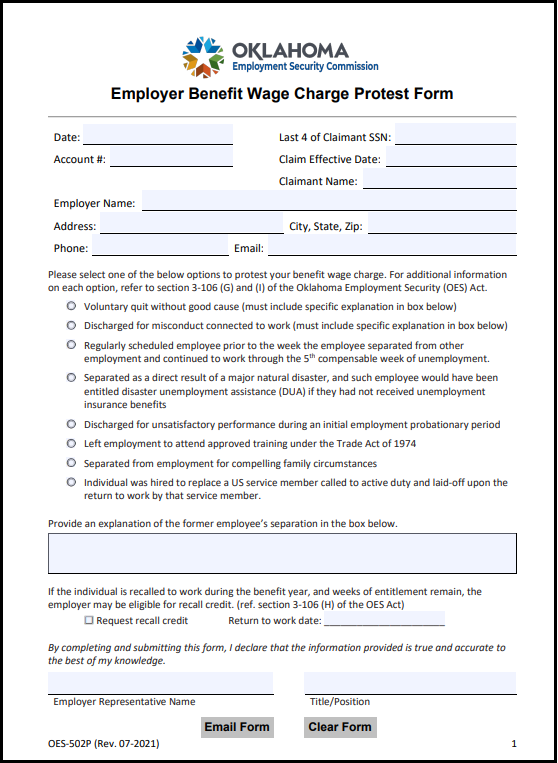 OKLAHOMA
Employment Security Commission
Employer Benefit Wage Charge Protest Form
Date: Last 4 of Claimant SSN:
Account #: Claim Effective Date:
Claimant Name:
Employer Name:
Address: City, State, Zip:
Phone: Email:
Please select one of the below options to protest your benefit wage charge. For additional information
on each option, refer to section 3-106 (G) and (I) of the Oklahoma Employment Security (OES) Act.
Voluntary quit without good cause (must include specific explanation in box below)
Discharged for misconduct connected to work (must include specific explanation in box below)
Regularly scheduled employee prior to the week the employee separated from other
employment and continued to work through the 5th compensable week of unemployment.
Separated as a direct result of a major natural disaster, and such employee would have been
entitled disaster unemployment assistance (DUA) if they had not received unemployment
insurance benefits
Discharged for unsatisfactory performance during an initial employment probationary period
Left employment to attend approved training under the Trade Act of 1974
Separated from employment for compelling family circumstances
Individual was hired to replace a US service member called to active duty and laid-off upon the
return to work by that service member.
Provide an explanation of the former employee's separation in the box below.
If the individual is recalled to work during the benefit year, and weeks of entitlement remain, the
employer may be eligible for recall credit. (ref. section 3-106 (H) of the OES Act)
Request recall credit Return to work date: ______________________
By completing and submitting this form, I declare that the information provided is true and accurate to
the best of my knowledge.
Employer Representative Name Title/Position
Email Form Clear Form
OES-502P (Rev. 07-2021) 1